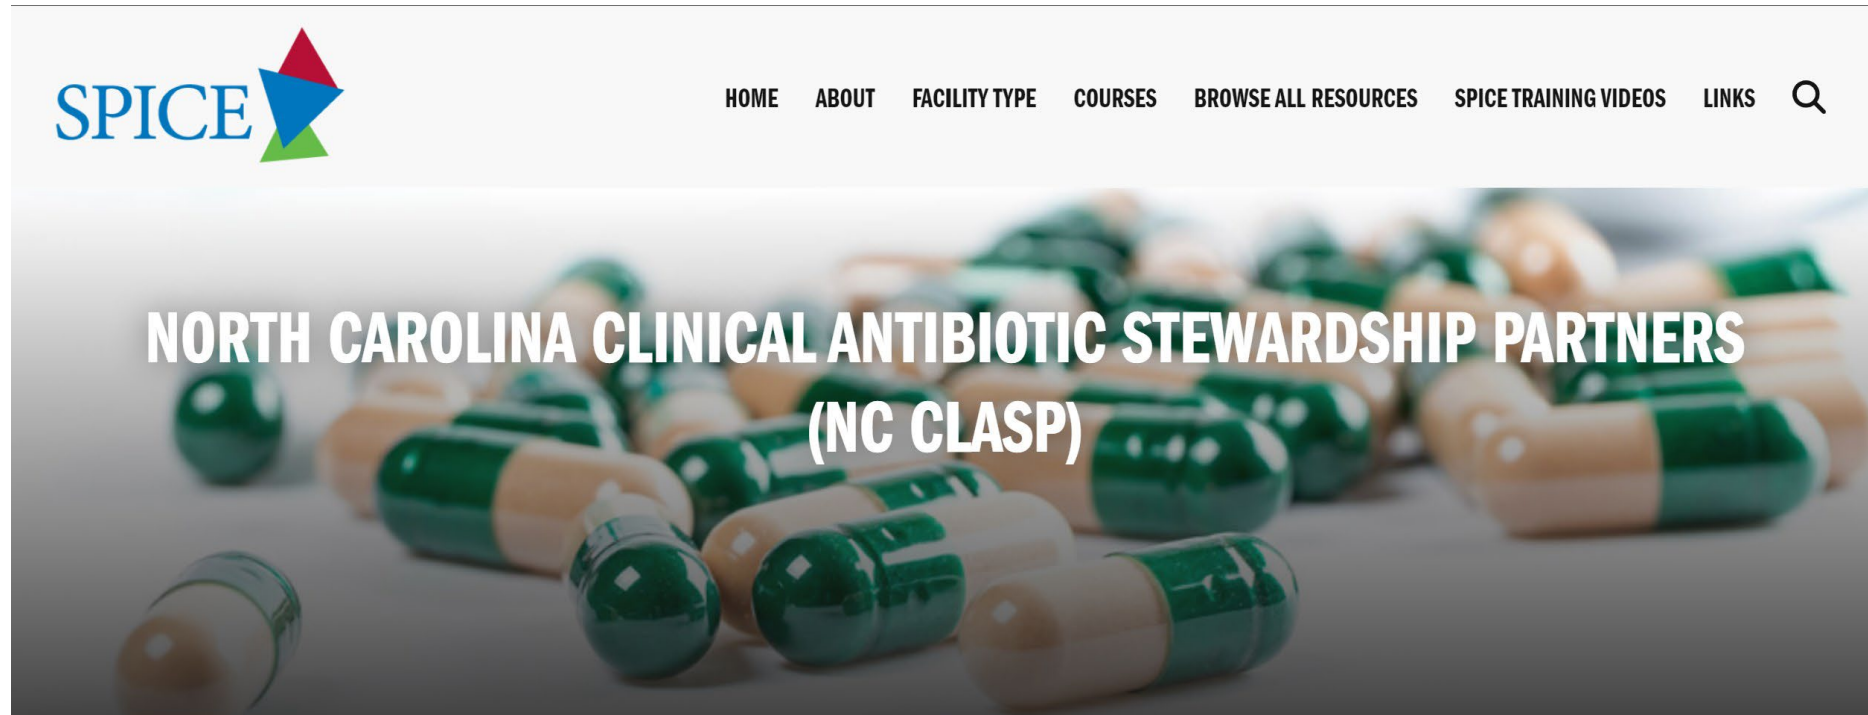 SPICE
HOME ABOUT FACILITY TYPE COURSES BROWSE ALL RESOURCES SPICE TRAINING VIDEOS LINKS
NORTH CAROLINA CLINICAL ANTIBIOTIC STEWARDSHIP PARTNERS
(NC CLASP)